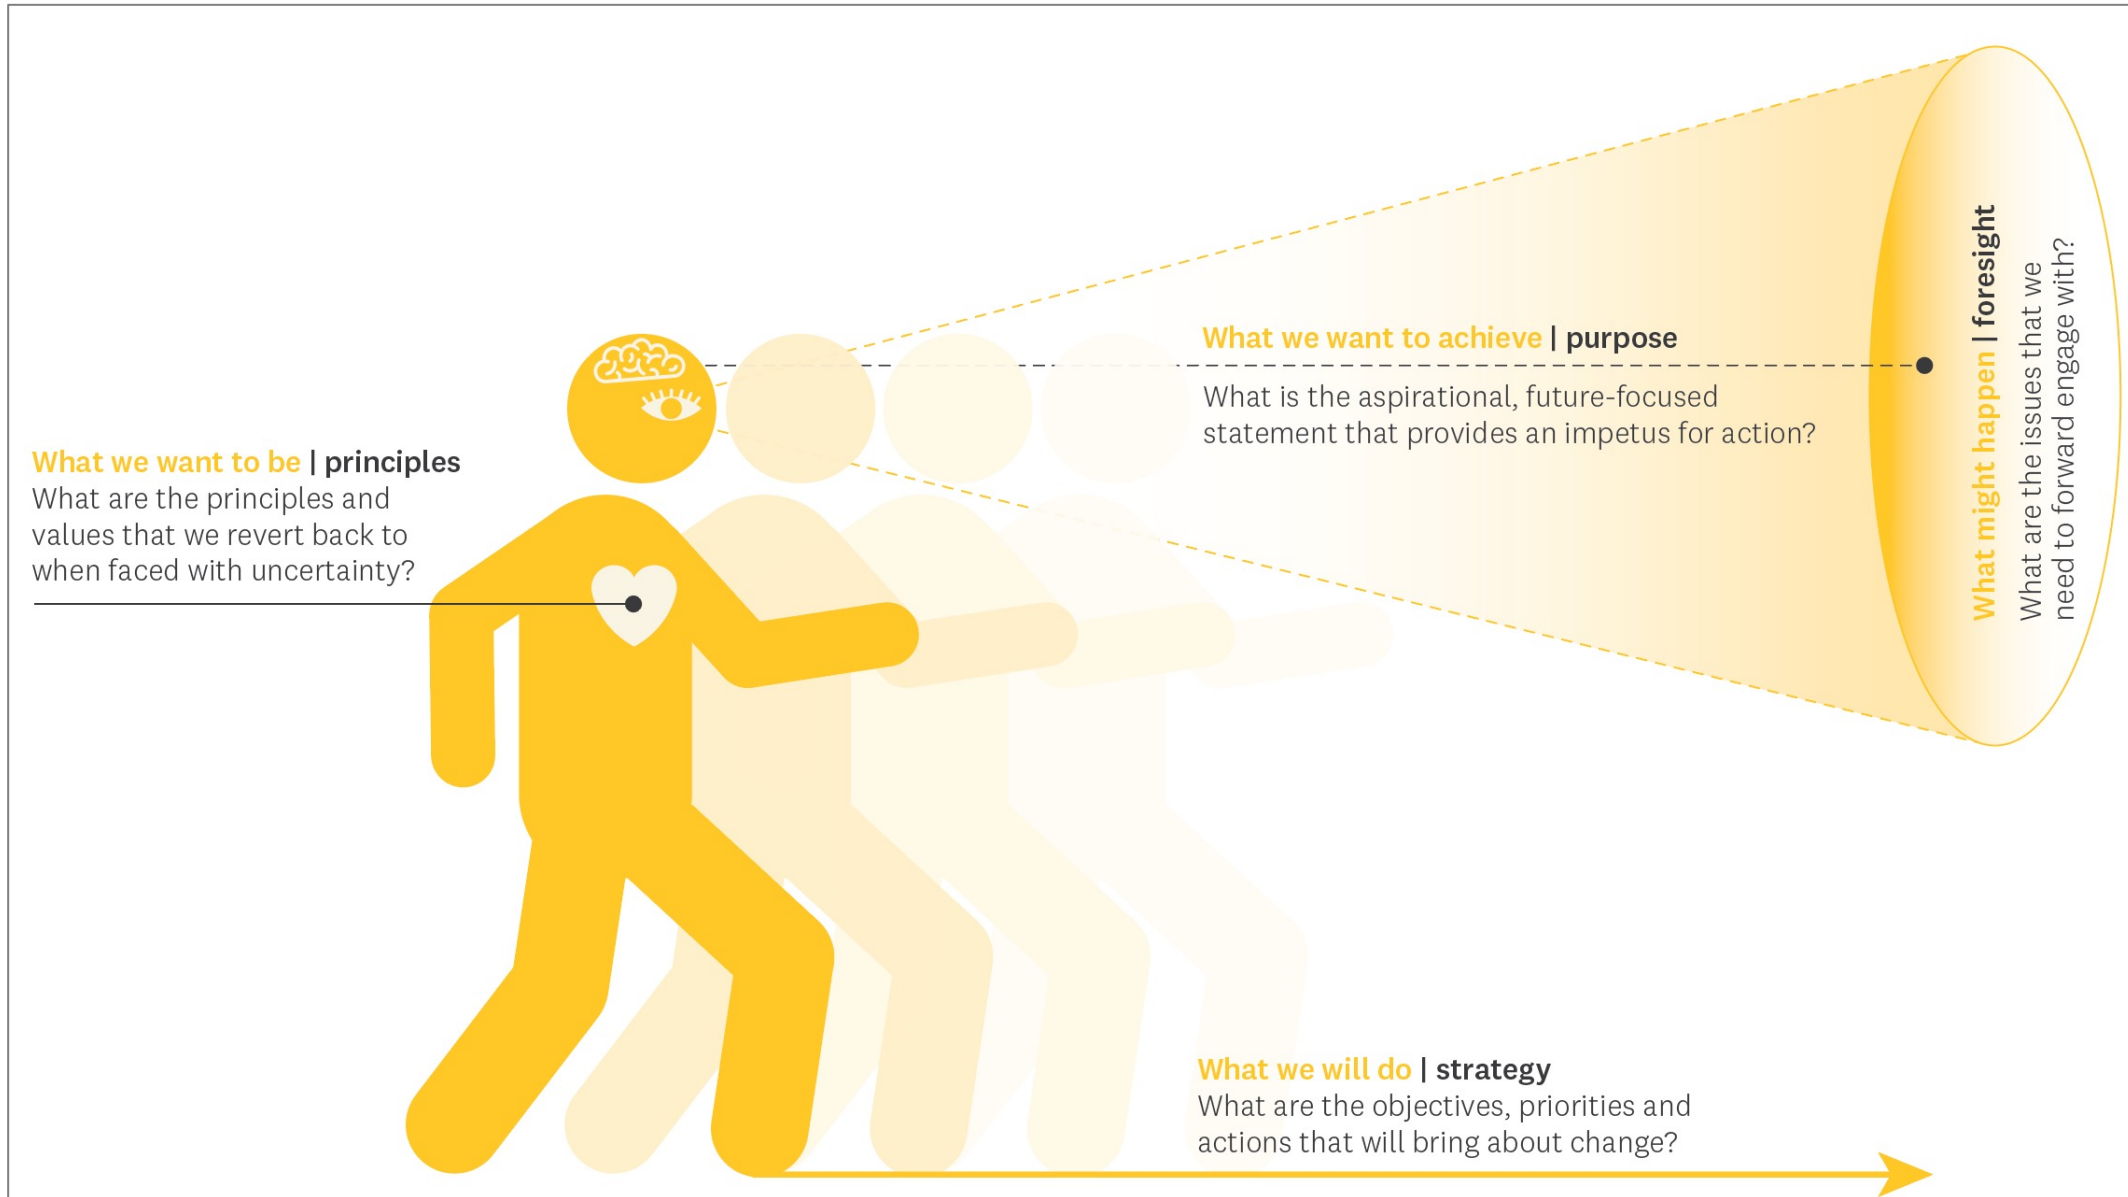 What we want to be | principles
What are the principles and
values that we revert back to
when faced with uncertainty?
What we want to achieve | purpose
What is the aspirational, future-focused
statement that provides an impetus for action?
What might happen | foresight
What are the issues that we
need to forward engage with?
What we will do | strategy
What are the objectives, priorities and
actions that will bring about change?